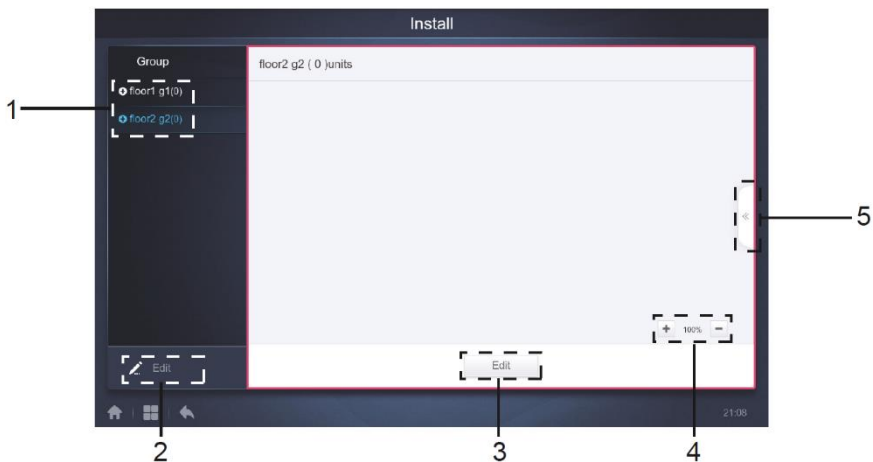 Install
Group
floor2 g2 ( 0 )units
floor1 g1(0)
floor2 g2(0)
1
5
+ 100% −
Edit
Edit
21:08
2
3
4